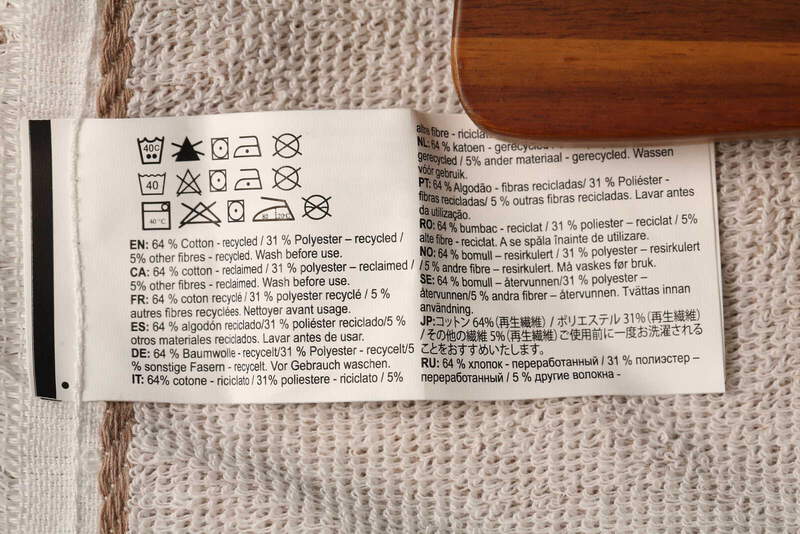 40C
40
40 °C
EN: 64 % Cotton - recycled / 31 % Polyester – recycled /
5% other fibres - recycled. Wash before use.
CA: 64 % cotton - reclaimed / 31 % polyester – reclaimed /
5% other fibres - reclaimed. Wash before use.
FR: 64 % coton recyclé / 31 % polyester recyclé / 5 %
autres fibres recyclées. Nettoyer avant usage.
ES: 64 % algodón reciclado/31 % poliéster reciclado/5 %
otros materiales reciclados. Lavar antes de usar.
DE: 64 % Baumwolle - recycelt/31 % Polyester - recycelt/5
% sonstige Fasern - recycelt. Vor Gebrauch waschen.
IT: 64% cotone - riciclato / 31% poliestere - riciclato / 5%
altre fibre - riciclat
NL: 64 % katoen - gerecycled
gerecycled / 5% ander materiaal - gerecycled. Wassen
vóór gebruik.
PT: 64 % Algodão - fibras recicladas/ 31 % Poliéster -
fibras recicladas/ 5 % outras fibras recicladas. Lavar antes
da utilização.
RO: 64 % bumbac - reciclat / 31 % poliester – reciclat / 5%
alte fibre - reciclat. A se spăla înainte de utilizare.
NO: 64 % bomull – resirkulert / 31 % polyester – resirkulert
/ 5 % andre fibre – resirkulert. Må vaskes før bruk.
SE: 64 % bomull – återvunnen/31 % polyester –
återvunnen/5 % andra fibrer – återvunnen. Tvättas innan
användning.
JP:コットン 64%（再生繊維） / ポリエステル 31%（再生繊維）
/ その他の繊維 5%（再生繊維）ご使用前に一度お洗濯される
ことをおすすめいたします。
RU: 64 % хлопок - переработанный / 31 % полиэстер –
переработанный / 5 % другие волокна -